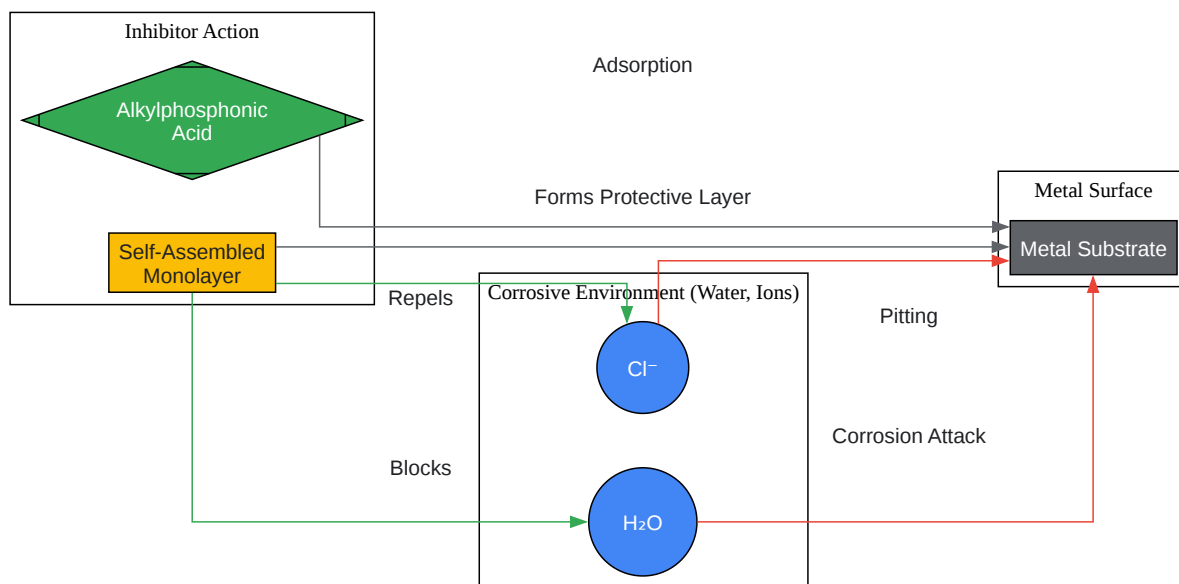 Inhibitor Action
Adsorption
Alkylphosphonic
Acid
Forms Protective Layer
Metal Surface
Metal Substrate
Self-Assembled
Monolayer
Repels
Corrosive Environment (Water, Ions)
Pitting
Cl⁻
Corrosion Attack
Blocks
H₂O